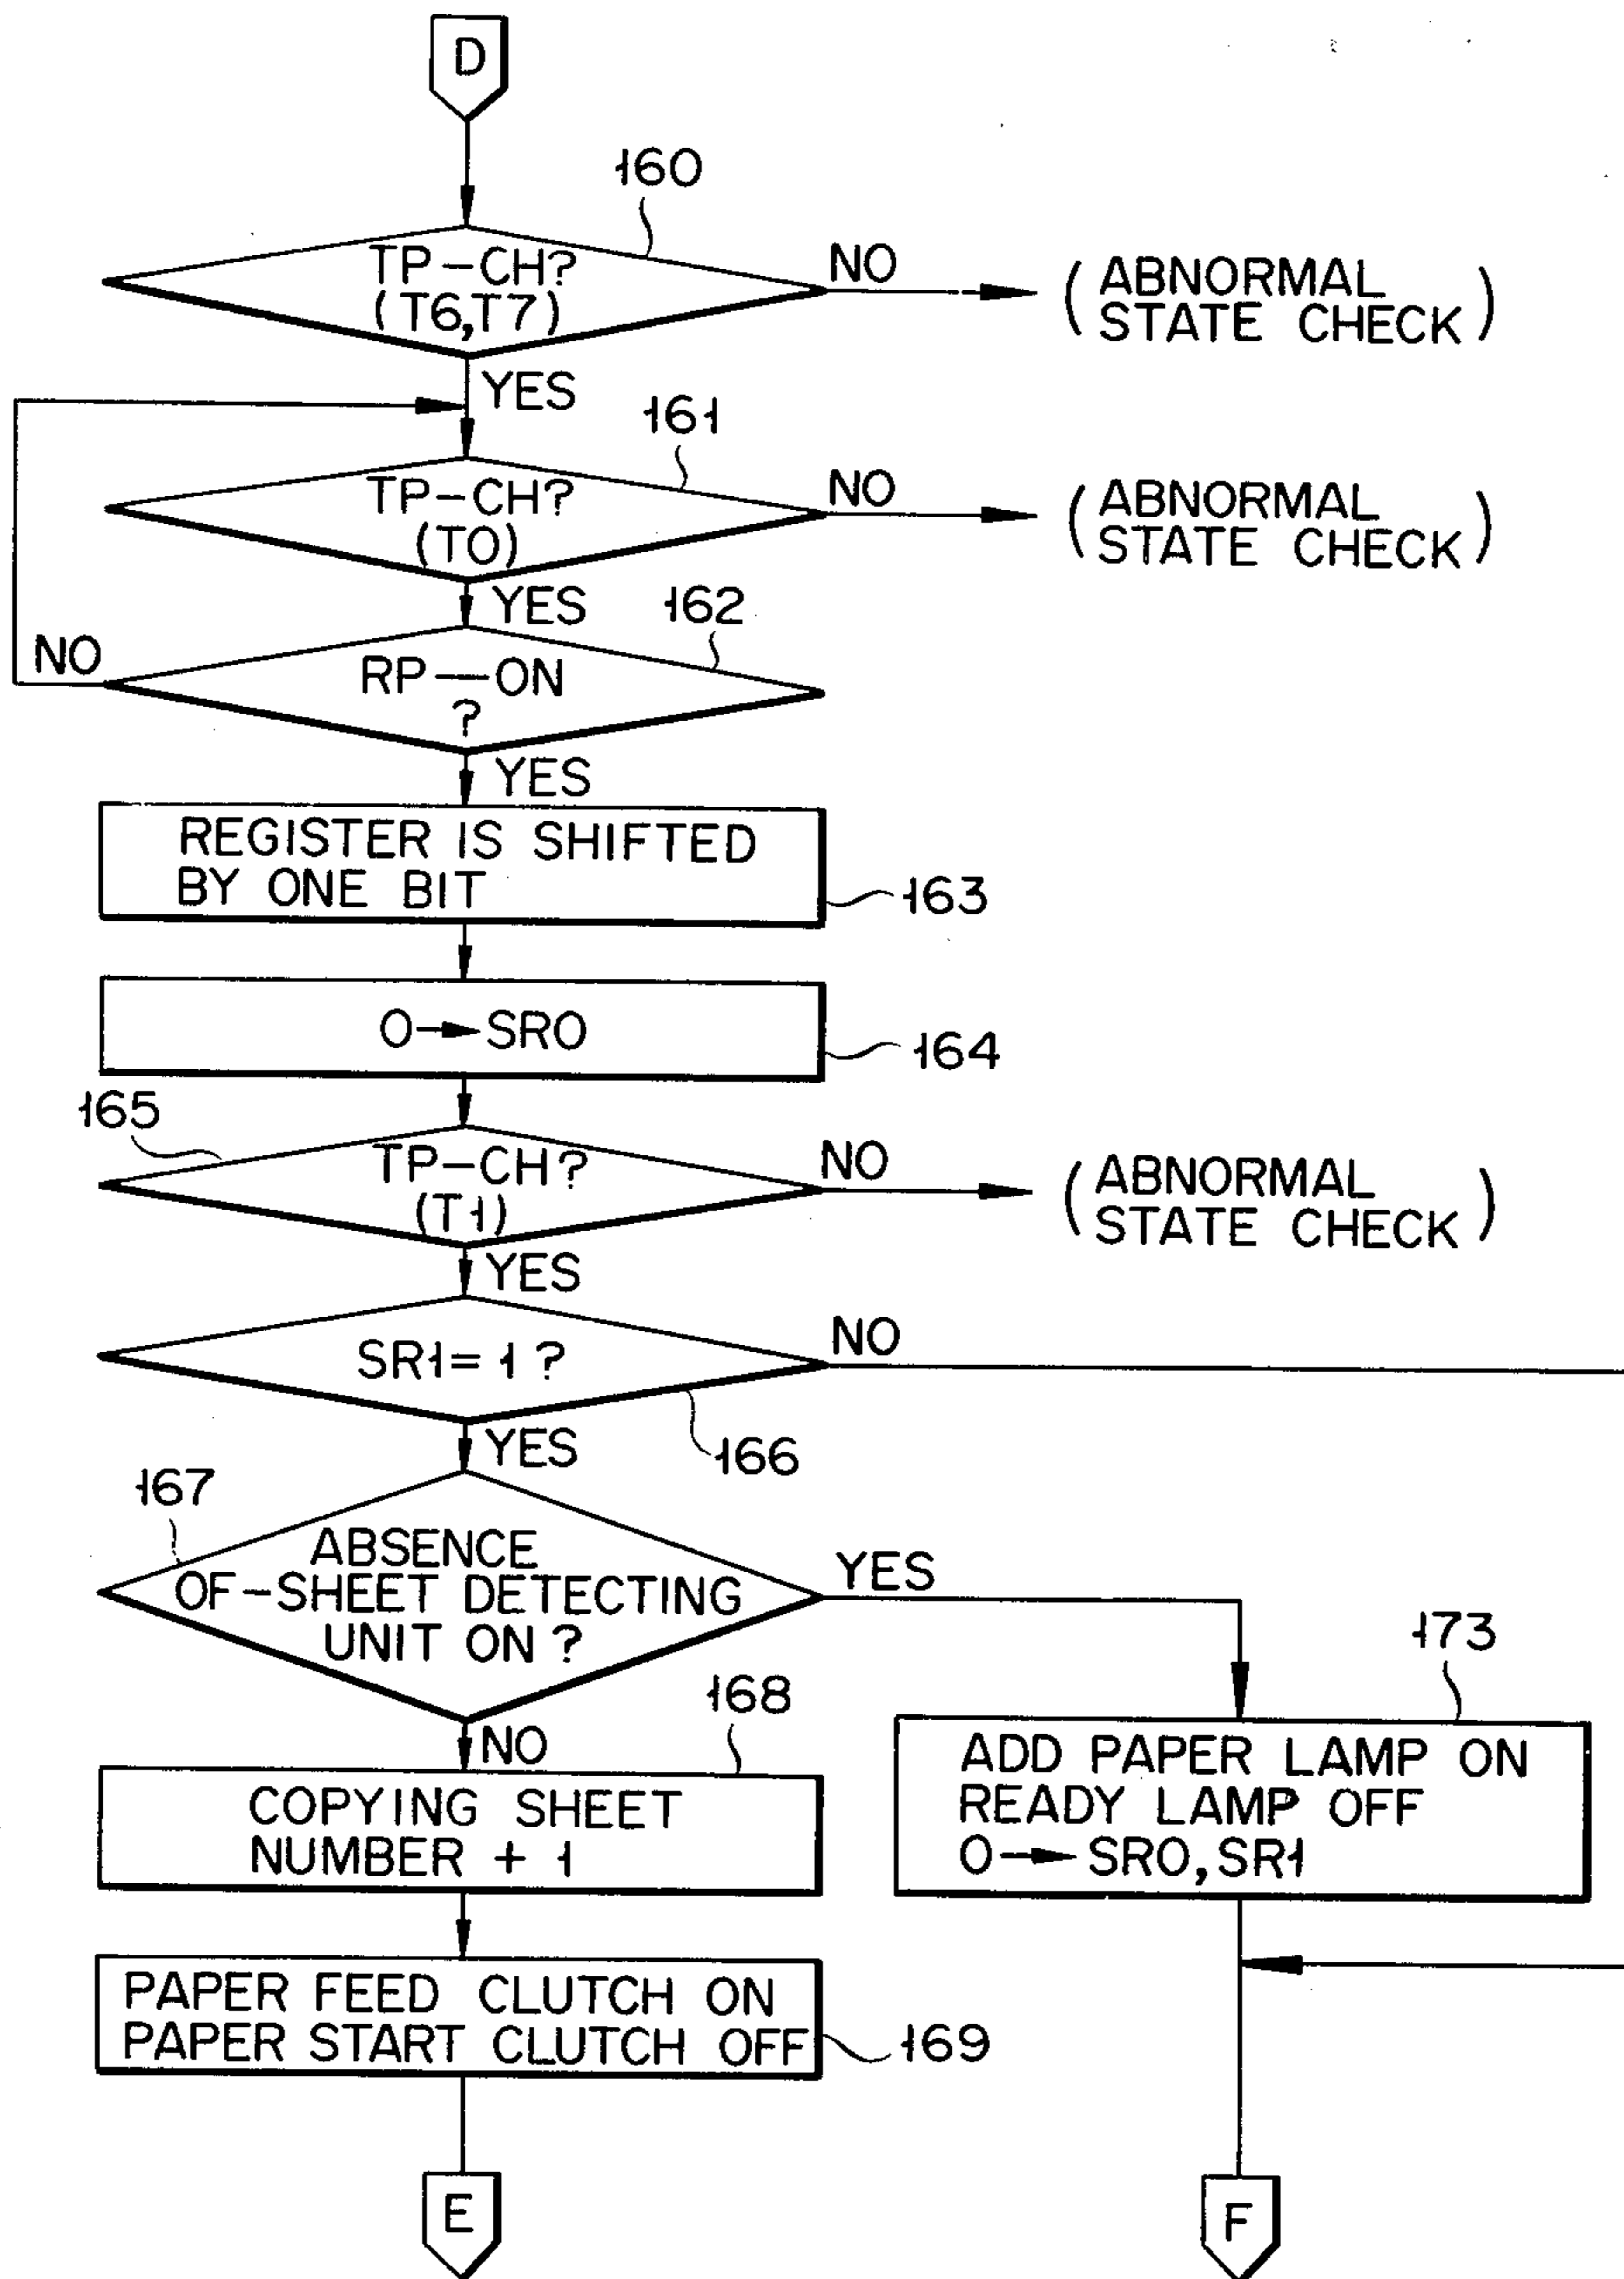 D
160
TP-CH?
(T6,T7)
NO
(ABNORMAL
STATE CHECK)
YES
161
TP-CH?
(T0)
NO
(ABNORMAL
STATE CHECK)
YES
162
NO
RP-ON
?
YES
REGISTER IS SHIFTED
BY ONE BIT
163
0→SR0
164
165
TP-CH?
(T1)
NO
(ABNORMAL
STATE CHECK)
YES
SR1=1?
NO
166
YES
167
ABSENCE
OF-SHEET DETECTING
UNIT ON?
YES
NO
168
173
COPYING SHEET
NUMBER + 1
ADD PAPER LAMP ON
READY LAMP OFF
0→SR0,SR1
PAPER FEED CLUTCH ON
PAPER START CLUTCH OFF
169
E
F